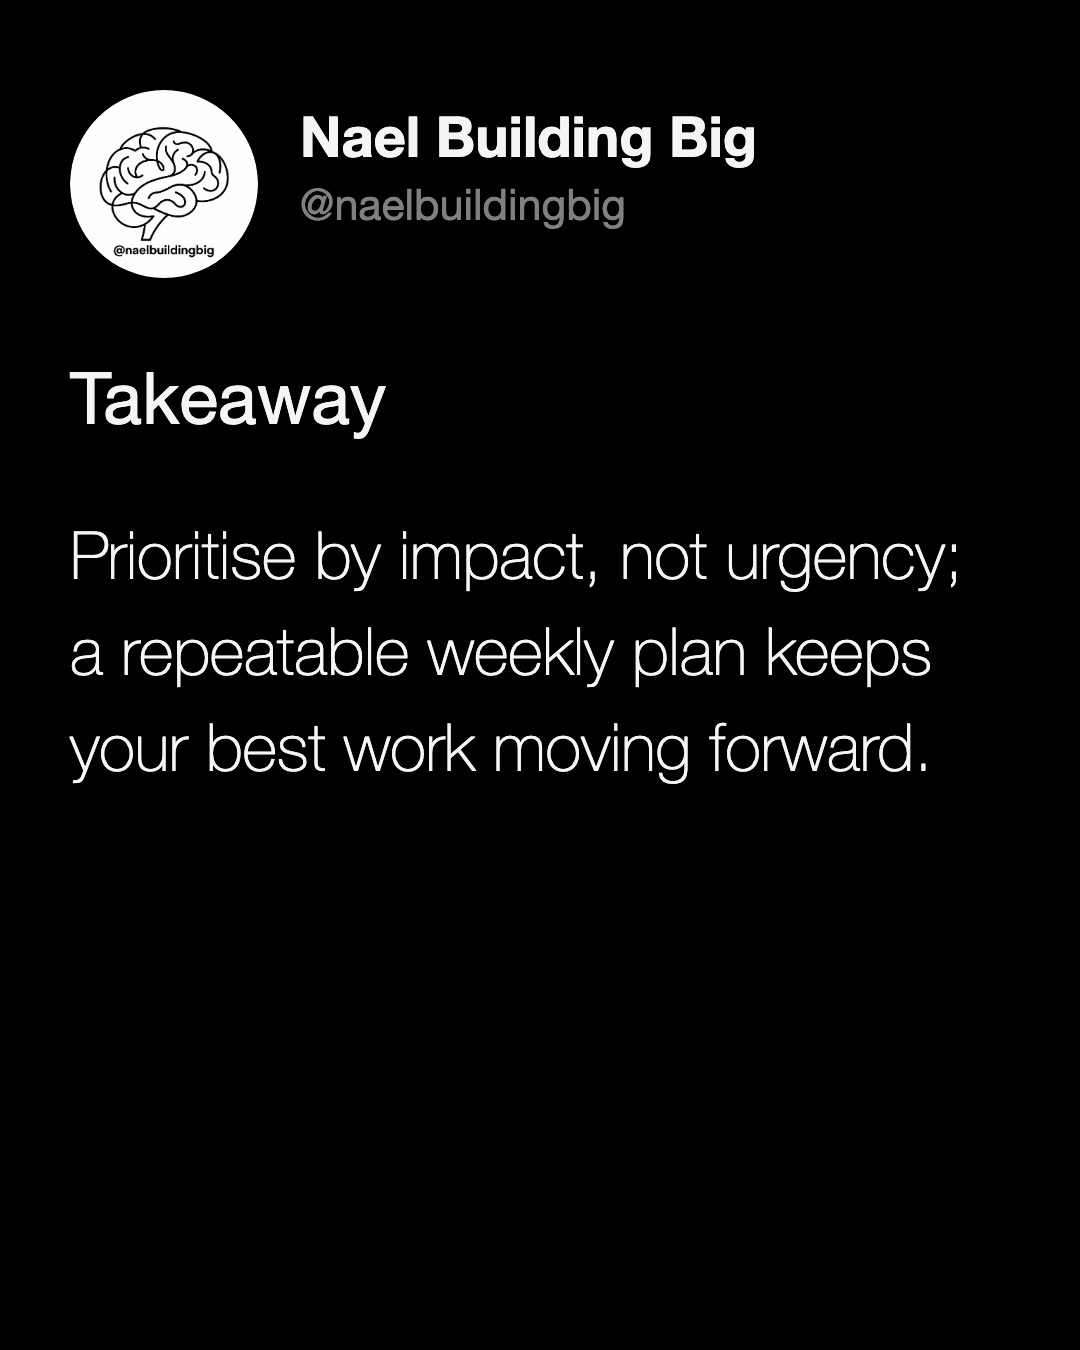 @naelbuildingbig
Nael Building Big
@naelbuildingbig
Takeaway
Prioritise by impact, not urgency;
a repeatable weekly plan keeps
your best work moving forward.